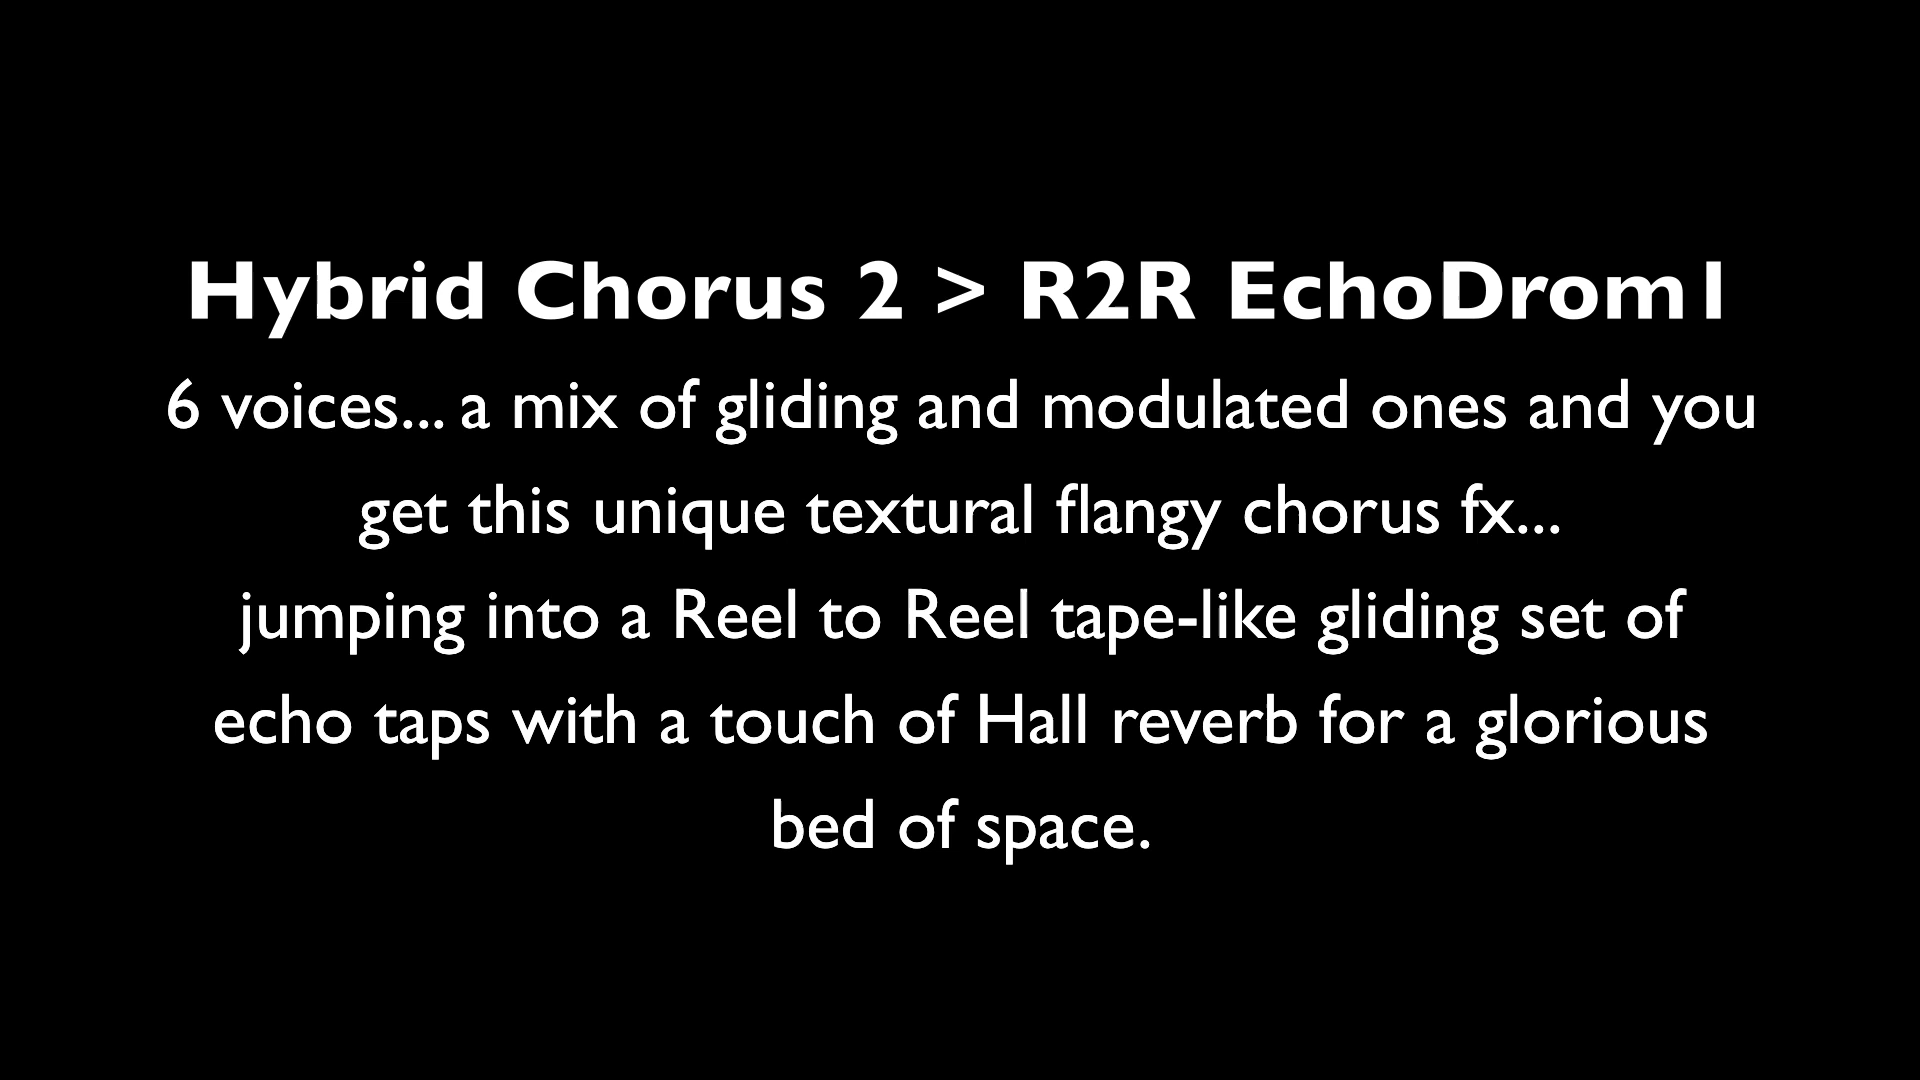 Hybrid Chorus 2 > R2R EchoDrom1
6 voices... a mix of gliding and modulated ones and you
get this unique textural flangy chorus fx...
jumping into a Reel to Reel tape-like gliding set of
echo taps with a touch of Hall reverb for a glorious
bed of space.